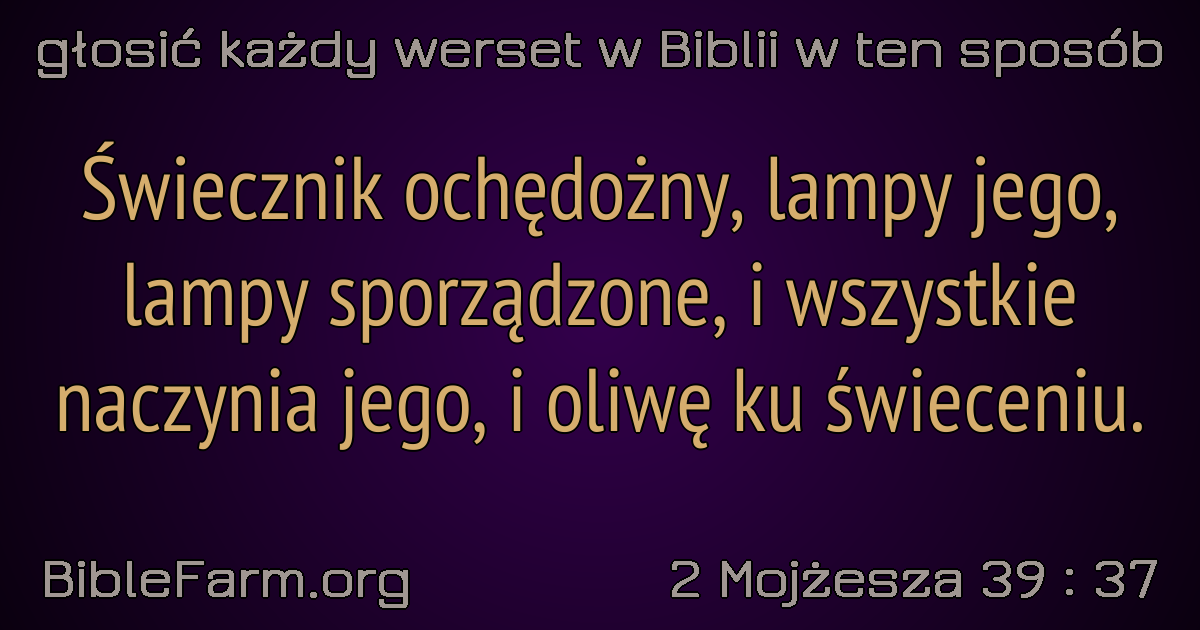 głosić każdy werset w Biblii w ten sposób
Świecznik ochędożny, lampy jego,
lampy sporządzone, i wszystkie
naczynia jego, i oliwę ku świeceniu.
BibleFarm.org
2 Mojżesza 39 : 37